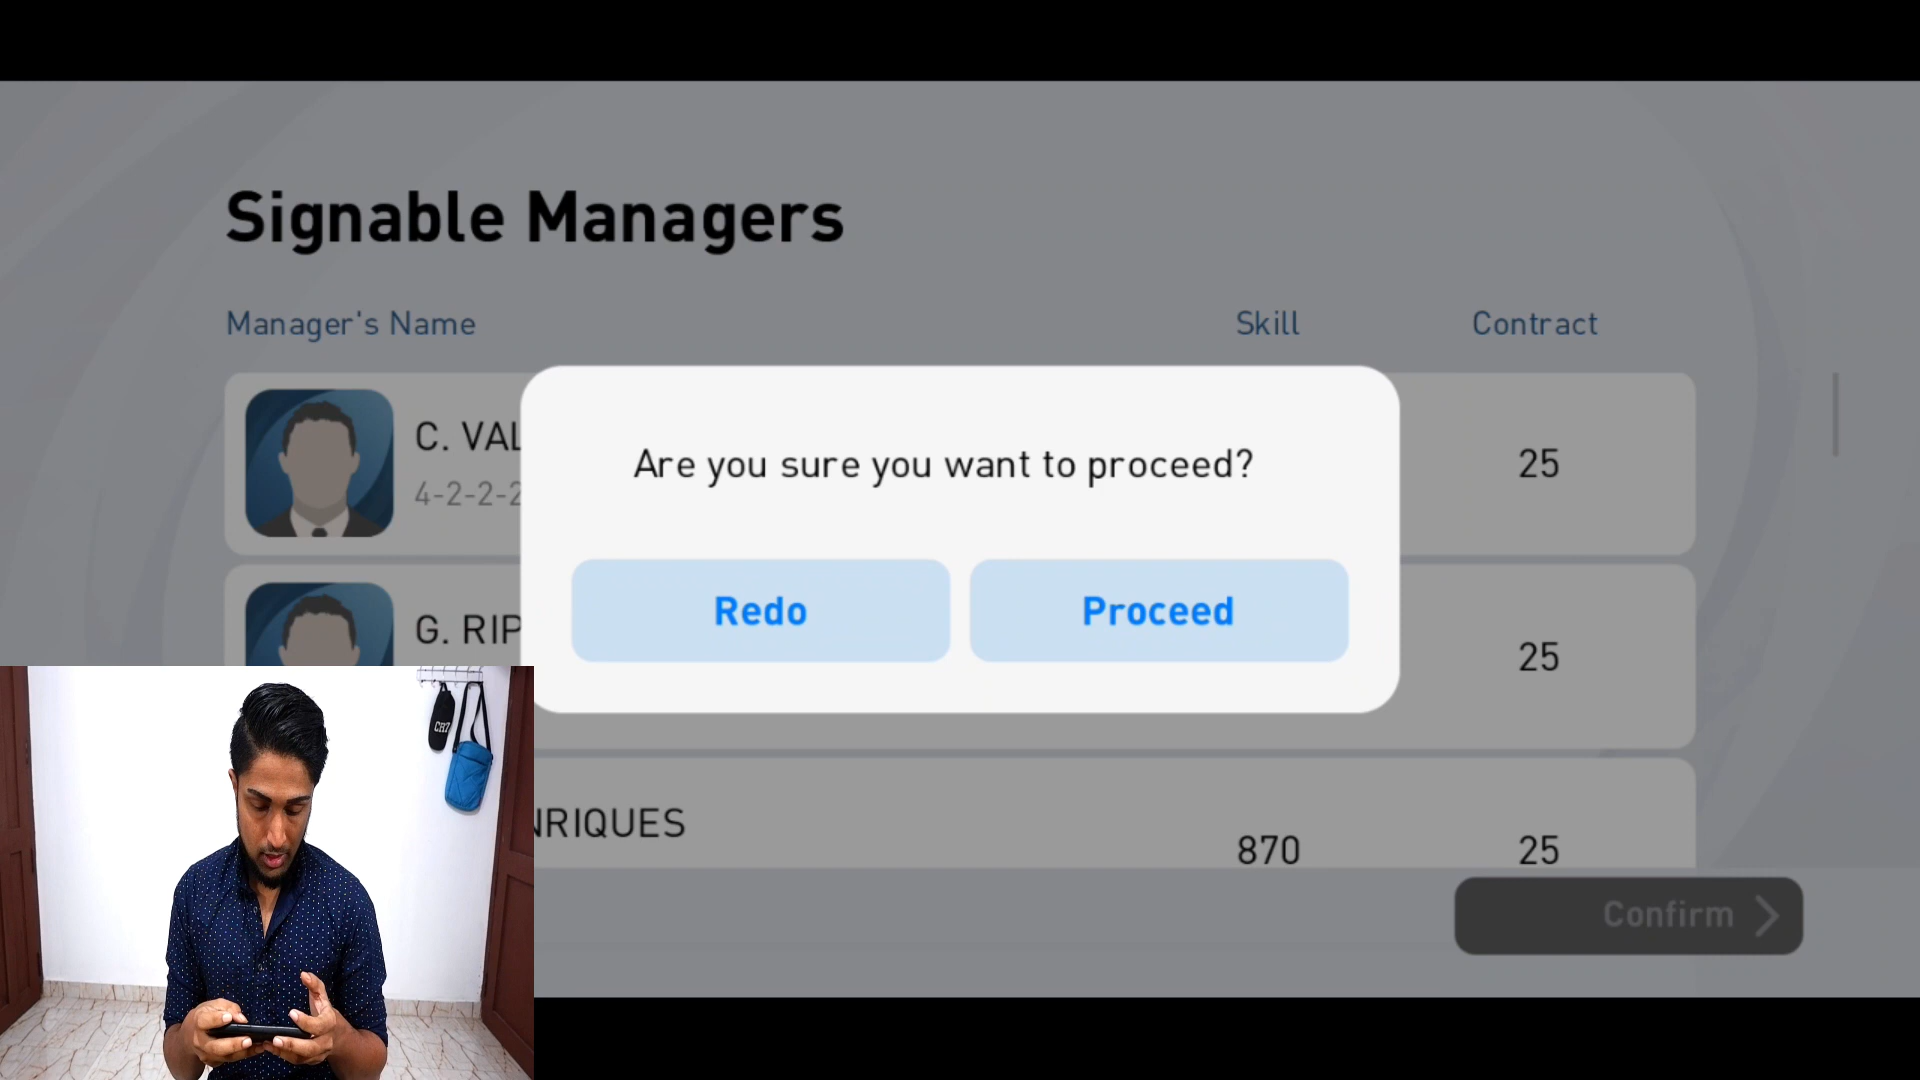 Signable Managers
Manager's Name Skill Contract
C. VAL
4-2-2-2
25
Are you sure you want to proceed?
Redo Proceed
G. RIP
25
NRIQUES
870 25
Confirm
CR7